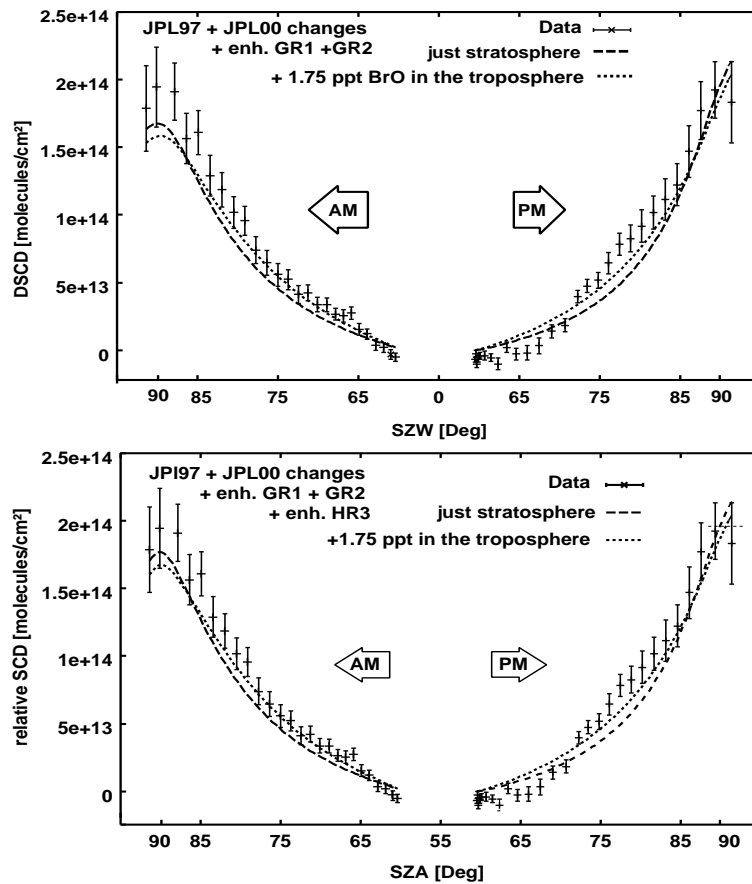 JPL97 + JPL00 changes
+ enh. GR1 +GR2
Data
just stratosphere
+ 1.75 ppt BrO in the troposphere
2.5e+14
2e+14
1.5e+14
1e+14
5e+13
0
DSCD [molecules/cm²]
AM
PM
90 85 75 65 0 65 75 85 90
SZW [Deg]
JPI97 + JPL00 changes
+ enh. GR1 + GR2
+ enh. HR3
Data
just stratosphere
+1.75 ppt in the troposphere
2.5e+14
2e+14
1.5e+14
1e+14
5e+13
0
relative SCD [molecules/cm²]
AM
PM
90 85 75 65 55 65 75 85 90
SZA [Deg]